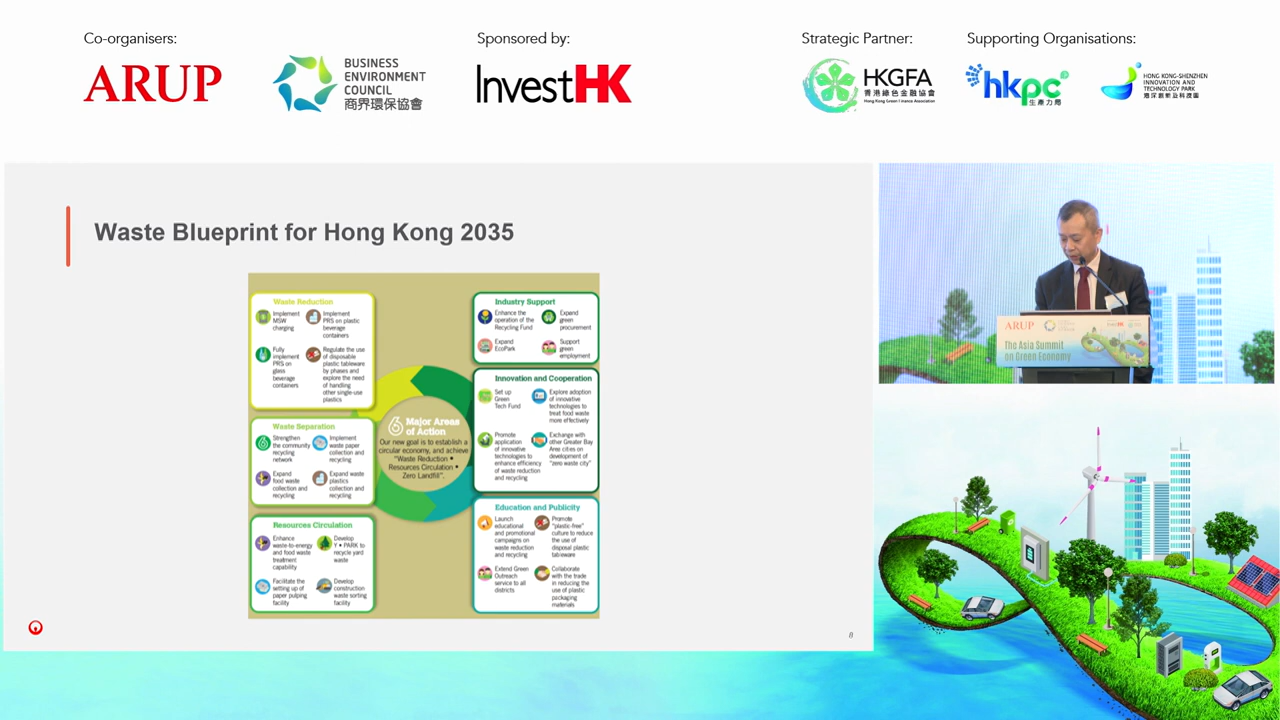 Co-organisers:
Sponsored by:
Strategic Partner:
Supporting Organisations:
ARUP
BUSINESS
ENVIRONMENT
COUNCIL
商界環保協會
InvestHK
HKGFA
香港綠色金融協會
Hong Kong Green Finance Association
hkpc
生產力局
HONG KONG-SHENZHEN
INNOVATION AND
TECHNOLOGY PARK
港深創新及科技園
Waste Blueprint for Hong Kong 2035
Waste Reduction
Implement
MSW
charging
Implement
PRS on plastic
beverage
containers
Fully
implement
PRS on
glass
beverage
containers
Regulate the use
of disposable
plastic tableware
by phases and
explore the need
of handling
other single-use
plastics
Waste Separation
Strengthen
the community
recycling
network
Implement
waste paper
collection and
recycling
Expand
food waste
collection and
recycling
Expand waste
plastics
collection and
recycling
Resources Circulation
Enhance
waste-to-energy
and food waste
treatment
capability
Develop
Y • PARK to
recycle yard
waste
Facilitate the
setting up of
paper pulping
facility
Develop
construction
waste sorting
facility
6 Major Areas
of Action
Our new goal is to establish a
circular economy, and achieve
"Waste Reduction •
Resources Circulation •
Zero Landfill".
Industry Support
Enhance the
operation of the
Recycling Fund
Expand
green
procurement
Expand
EcoPark
Support
green
employment
Innovation and Cooperation
Set up
Green
Tech Fund
Explore adoption
of innovative
technologies to
treat food waste
more effectively
Promote
application
of innovative
technologies to
enhance efficiency
of waste reduction
and recycling
Exchange with
other Greater Bay
Area cities on
development of
"zero waste city"
Education and Publicity
Launch
educational
and promotional
campaigns on
waste reduction
and recycling
Promote
"plastic-free"
culture to reduce
the use of
disposal plastic
tableware
Extend Green
Outreach
service to all
districts
Collaborate
with the trade
in reducing the
use of plastic
packaging
materials
8
ARUP
The Asia Summit
on Green Economy